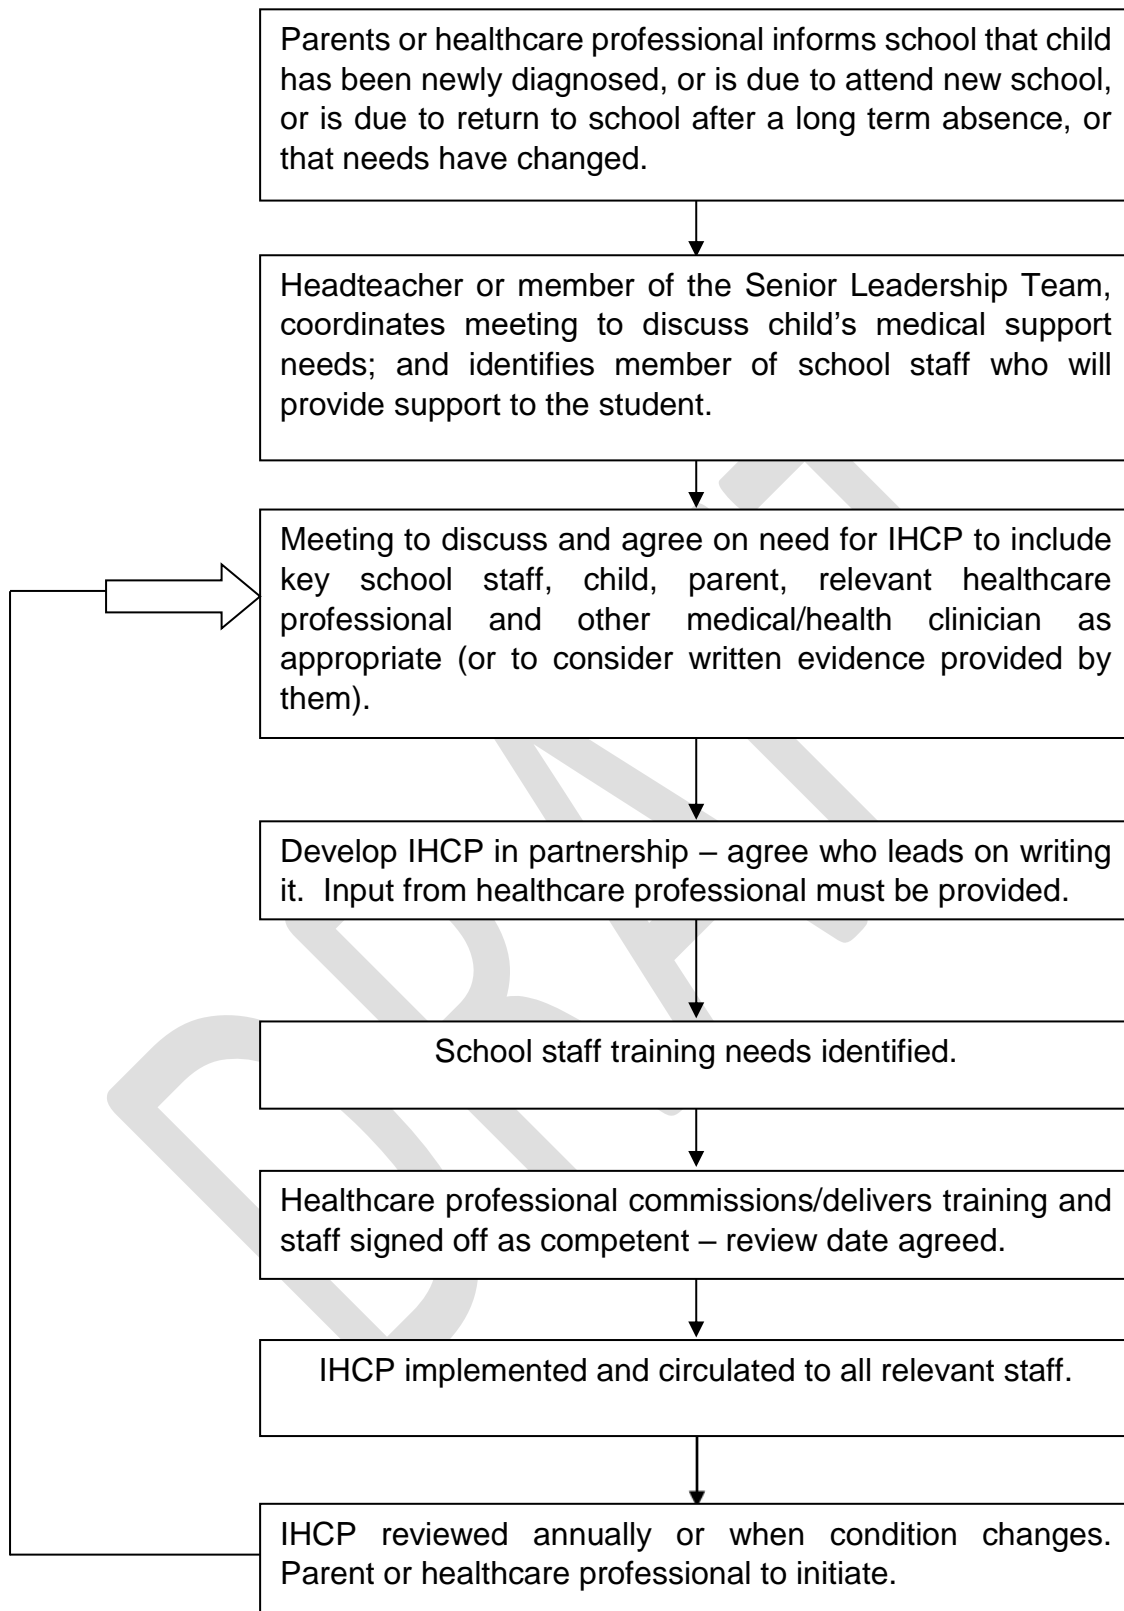 Parents or healthcare professional informs school that child
has been newly diagnosed, or is due to attend new school,
or is due to return to school after a long term absence, or
that needs have changed.
Headteacher or member of the Senior Leadership Team,
coordinates meeting to discuss child’s medical support
needs; and identifies member of school staff who will
provide support to the student.
Meeting to discuss and agree on need for IHCP to include
key school staff, child, parent, relevant healthcare
professional and other medical/health clinician as
appropriate (or to consider written evidence provided by
them).
Develop IHCP in partnership – agree who leads on writing
it.  Input from healthcare professional must be provided.
School staff training needs identified.
Healthcare professional commissions/delivers training and
staff signed off as competent – review date agreed.
IHCP implemented and circulated to all relevant staff.
IHCP reviewed annually or when condition changes.
Parent or healthcare professional to initiate.
DRAFT